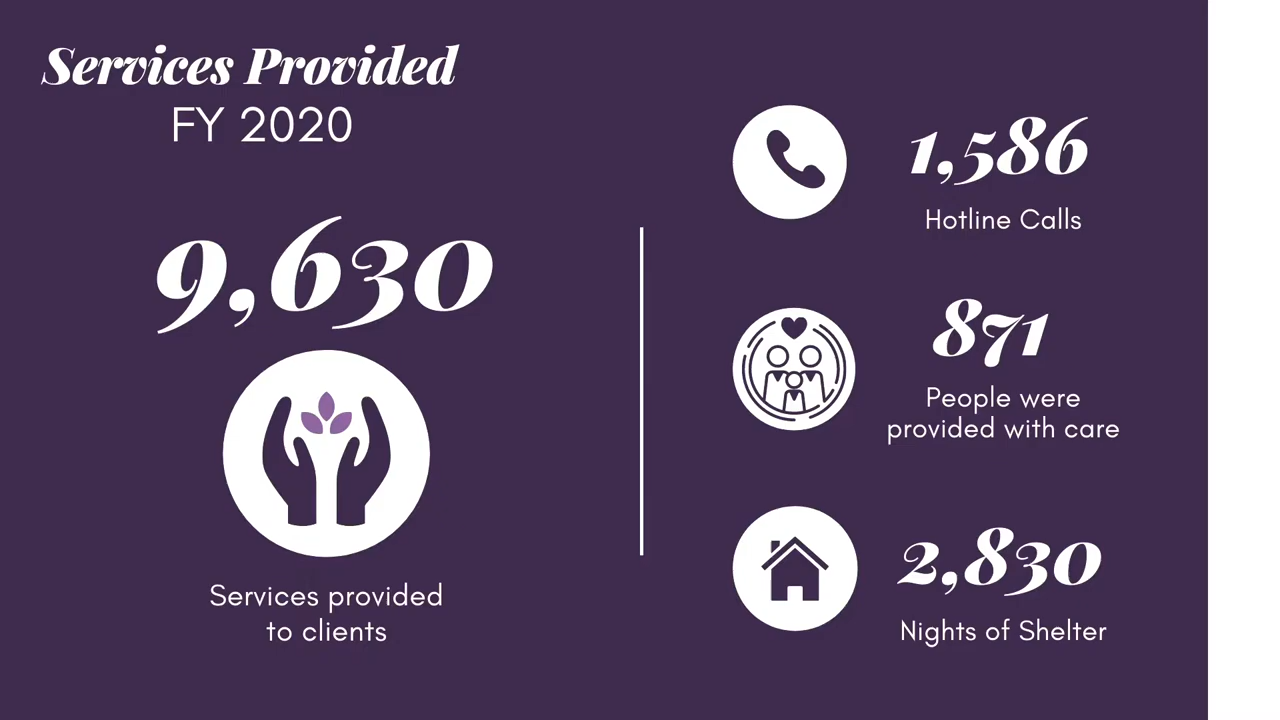 Services Provided
FY 2020
9,630
Services provided
to clients
1,586
Hotline Calls
871
People were
provided with care
2,830
Nights of Shelter